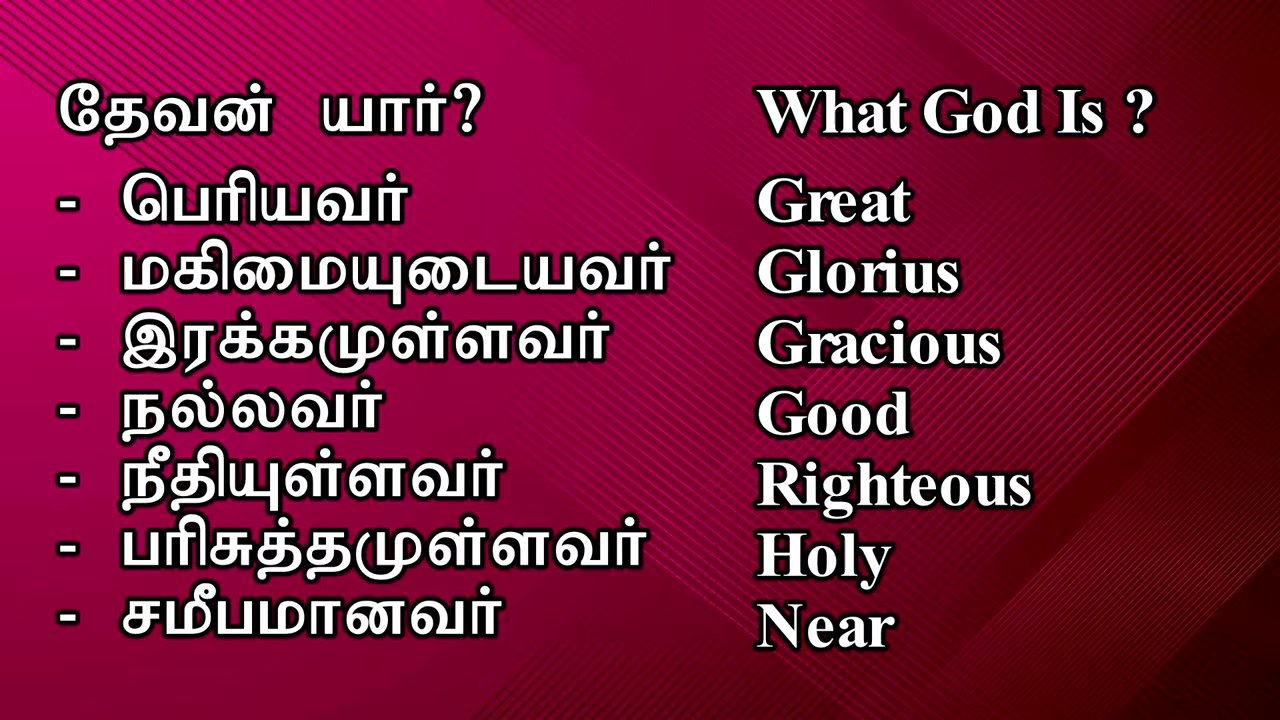 தேவன் யார்?
- பெரியவர்
- மகிமையுடையவர்
- இரக்கமுள்ளவர்
- நல்லவர்
- நீதியுள்ளவர்
- பரிசுத்தமுள்ளவர்
- சமீபமானவர்
What God Is ?
Great
Glorius
Gracious
Good
Righteous
Holy
Near